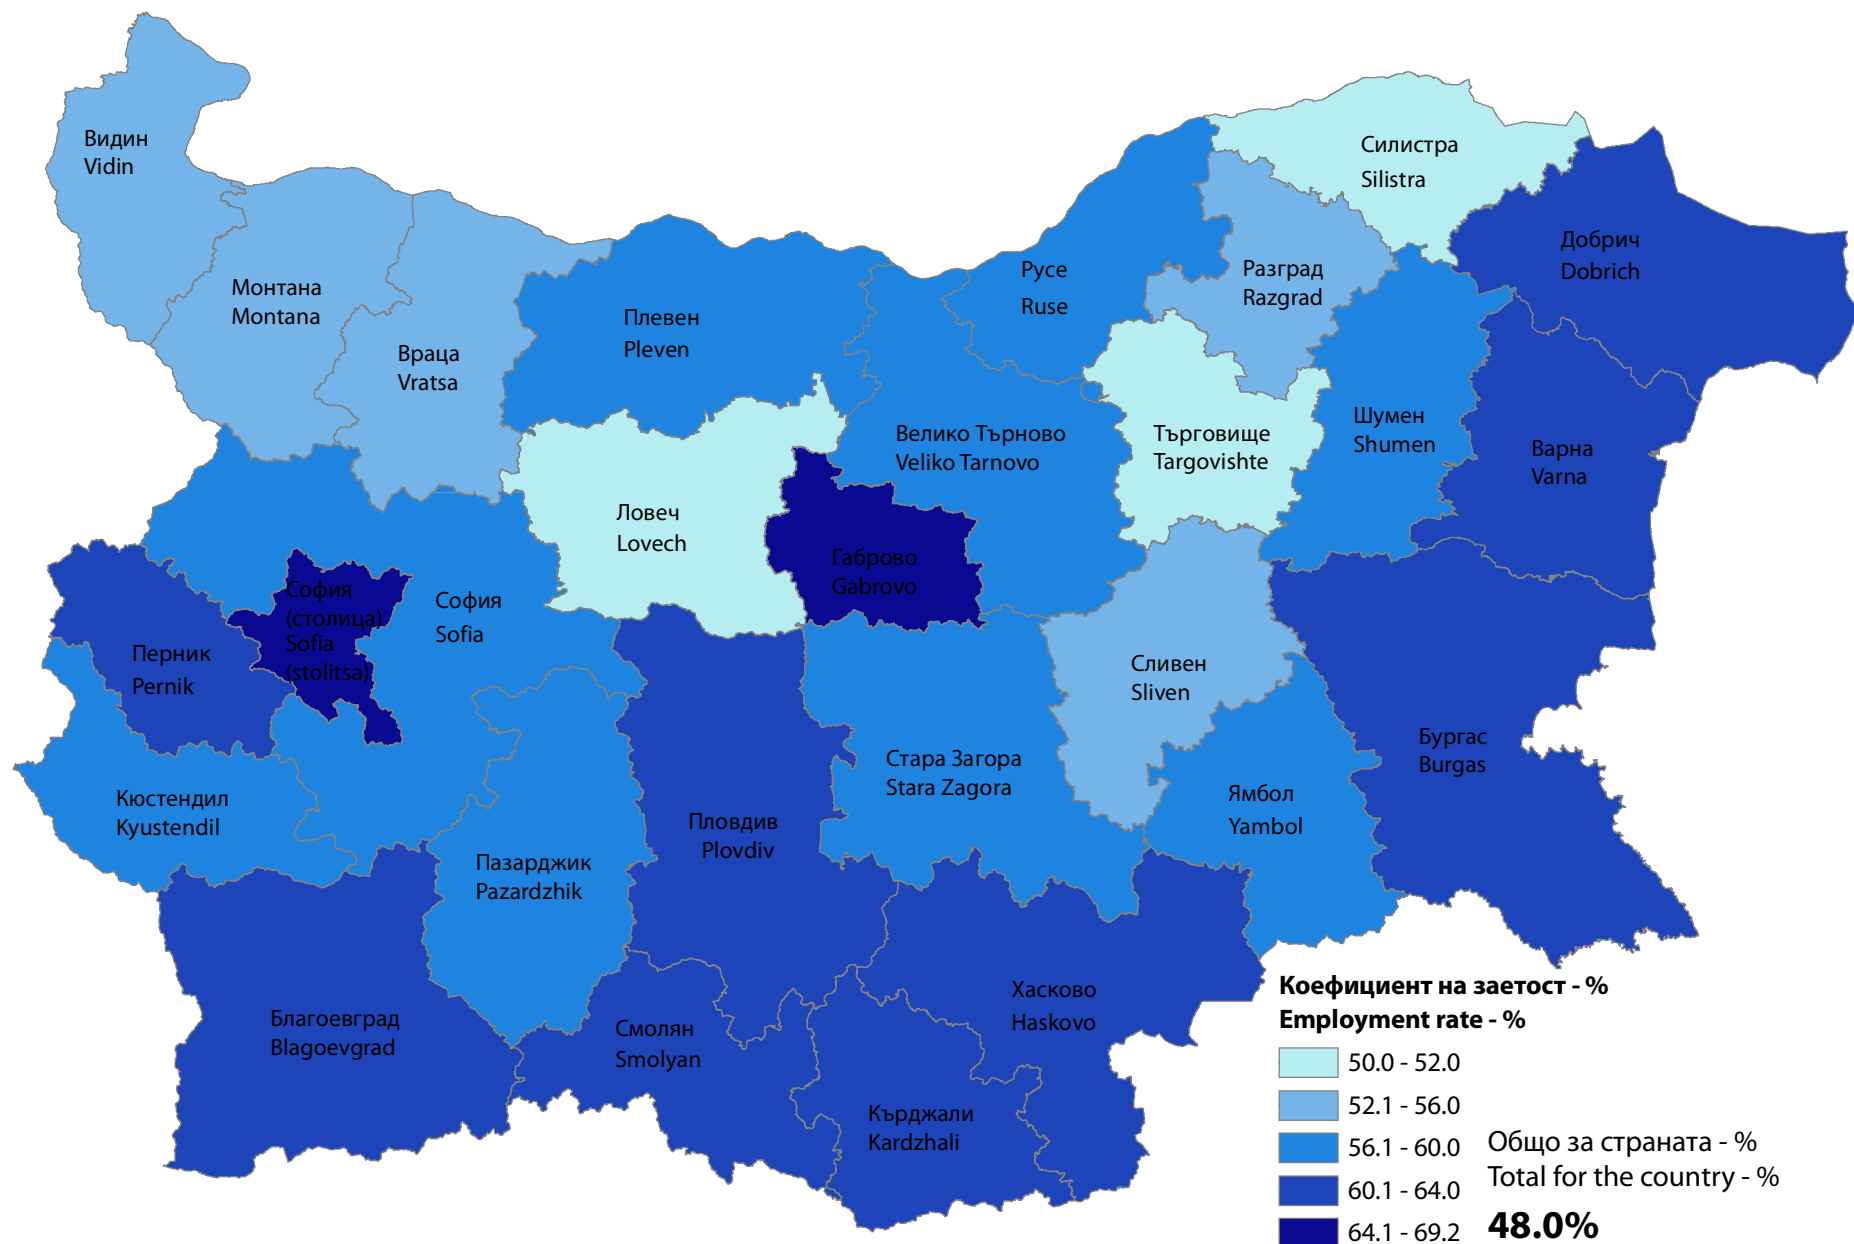 Видин
Vidin
Монтана
Montana
Враца
Vratsa
Плевен
Pleven
Русе
Ruse
Разград
Razgrad
Силистра
Silistra
Добрич
Dobrich
Ловеч
Lovech
Велико Търново
Veliko Tarnovo
Търговище
Targovishte
Шумен
Shumen
Варна
Varna
Габрово
Gabrovo
София
(столица)
Sofia
(stolitsa)
София
Sofia
Перник
Pernik
Сливен
Sliven
Бургас
Burgas
Кюстендил
Kyustendil
Пазарджик
Pazardzhik
Пловдив
Plovdiv
Стара Загора
Stara Zagora
Ямбол
Yambol
Благоевград
Blagoevgrad
Смолян
Smolyan
Хасково
Haskovo
Кърджали
Kardzhali
Коефициент на заетост - %
Employment rate - %
50.0 - 52.0
52.1 - 56.0
56.1 - 60.0
60.1 - 64.0
64.1 - 69.2
Общо за страната - %
Total for the country - %
48.0%